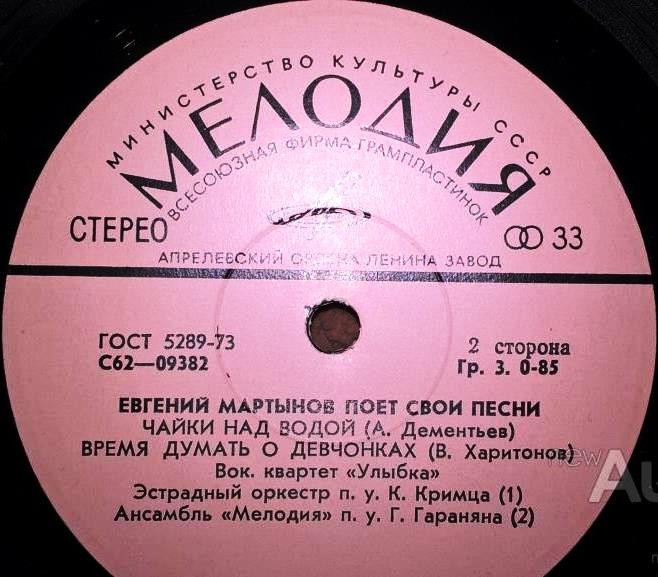 МИНИСТЕРСТВО КУЛЬТУРЫ СССР
МЕЛОДИЯ
ВСЕСОЮЗНАЯ ФИРМА ГРАМПЛАСТИНОК
СТЕРЕО
33
АПРЕЛЕВСКИЙ ОРДЕНА ЛЕНИНА ЗАВОД
ГОСТ 5289-73
С62—09382
2 сторона
Гр. 3. 0-85
ЕВГЕНИЙ МАРТЫНОВ ПОЕТ СВОИ ПЕСНИ
ЧАЙКИ НАД ВОДОЙ (А. Дементьев)
ВРЕМЯ ДУМАТЬ О ДЕВЧОНКАХ (В. Харитонов)
Вок. квартет «Улыбка»
Эстрадный оркестр п. у. К. Кримца (1)
Ансамбль «Мелодия» п. у. Г. Гараняна (2)
new
Au